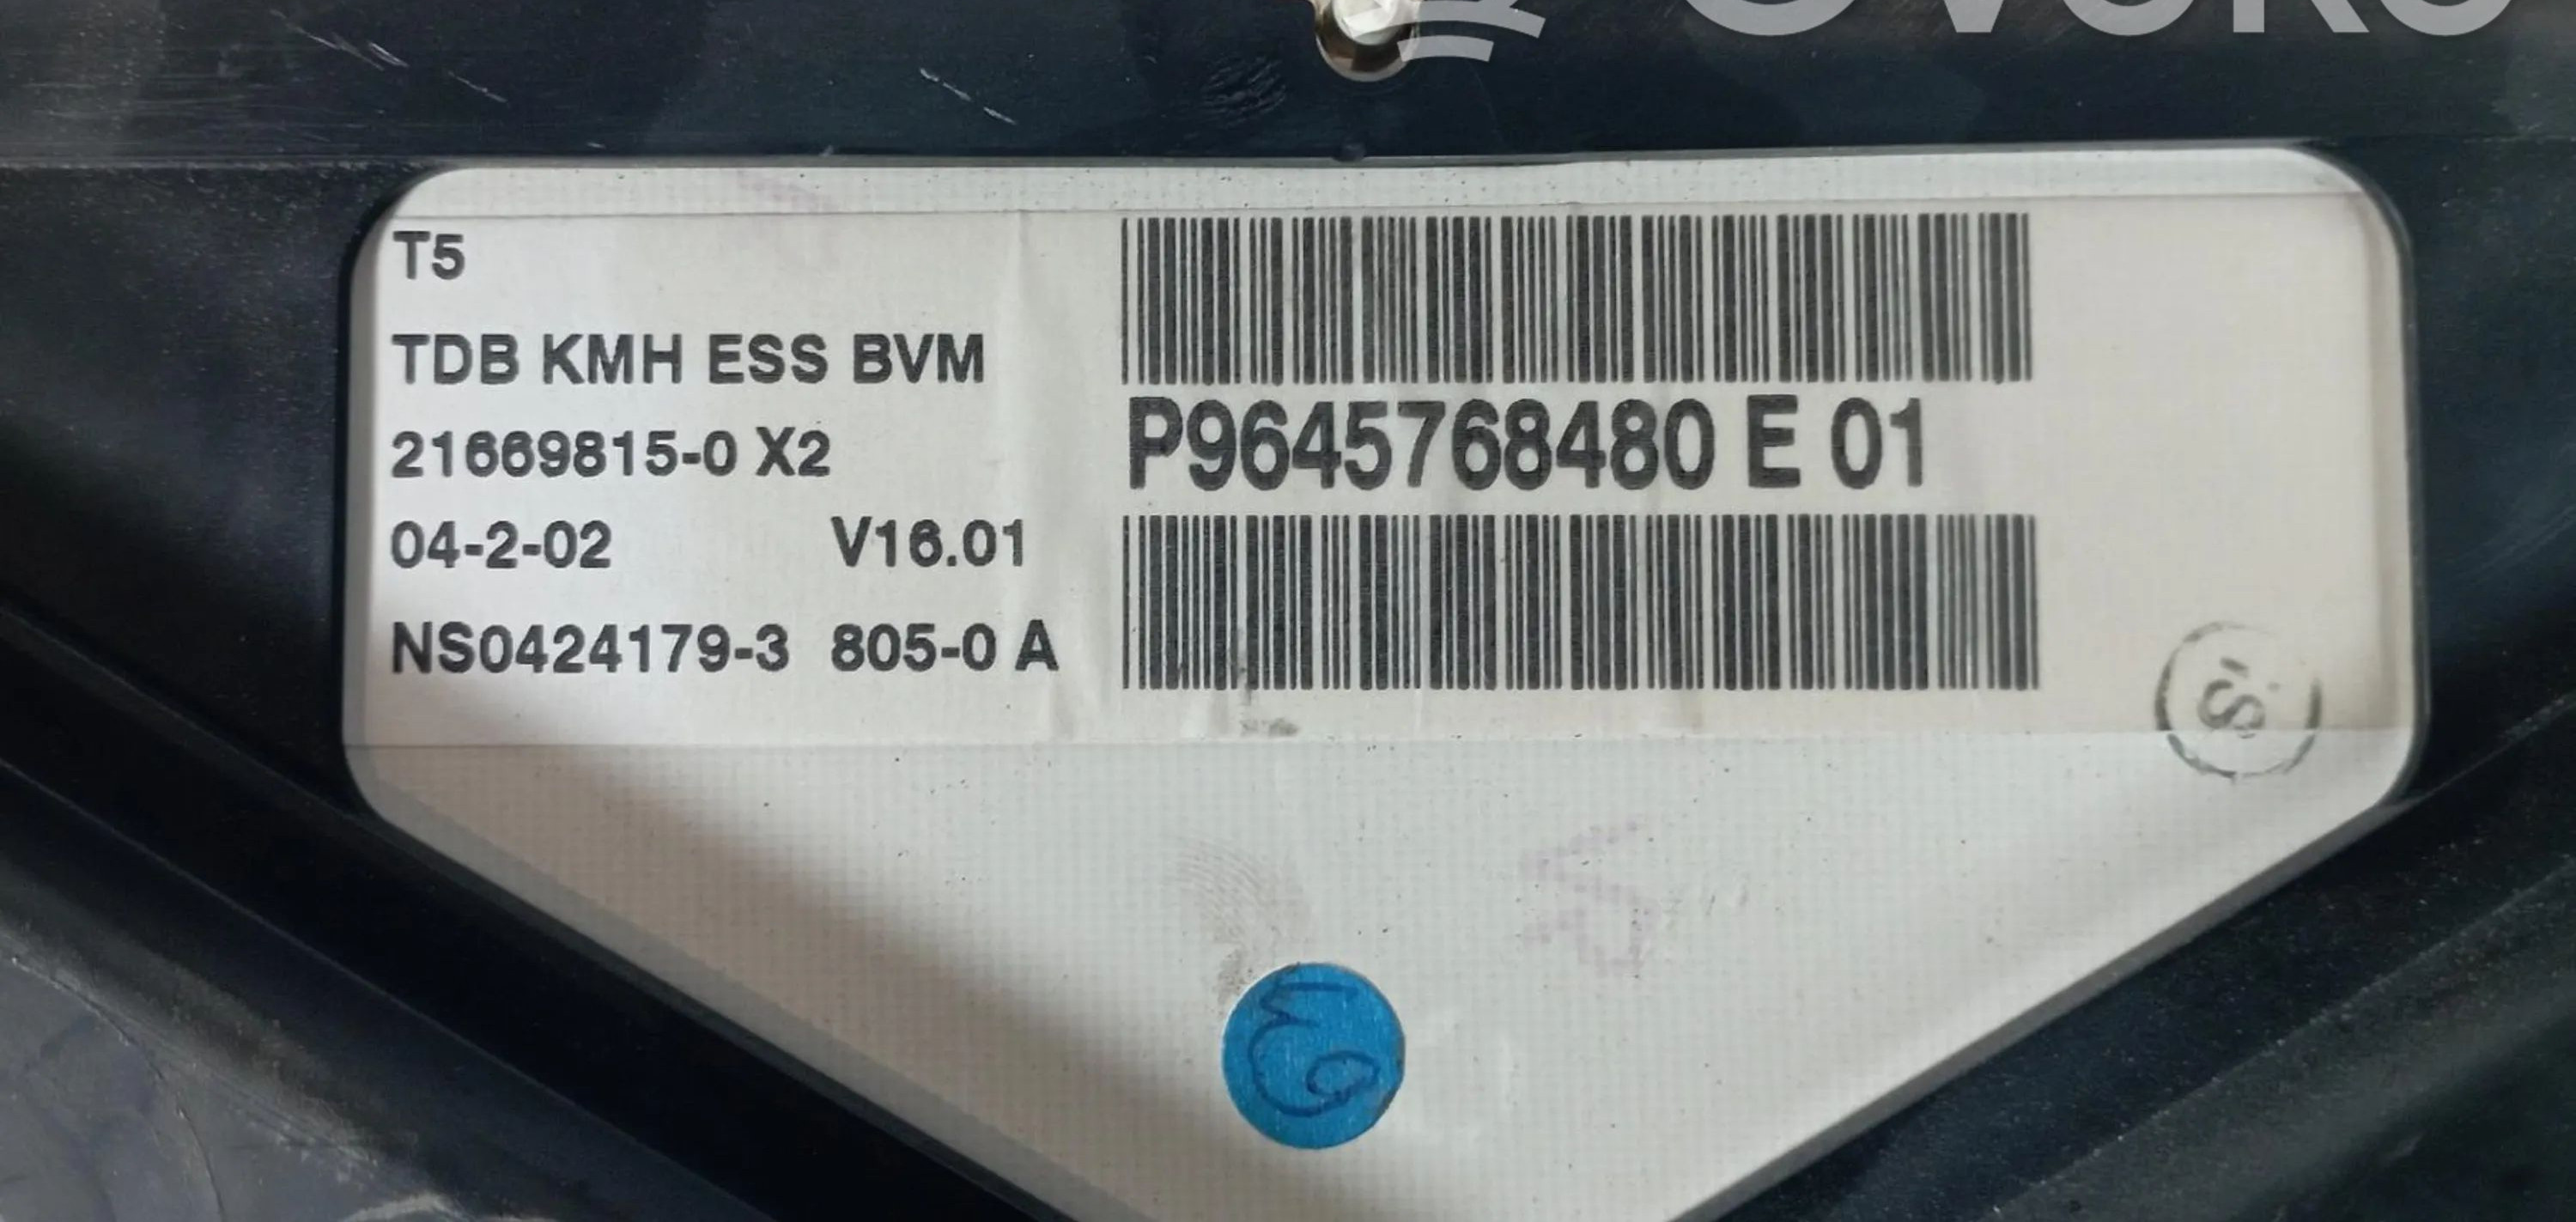 T5
TDB KMH ESS BVM
21669815-0 X2
04-2-02 V16.01
NS0424179-3 805-0 A
P9645768480 E 01